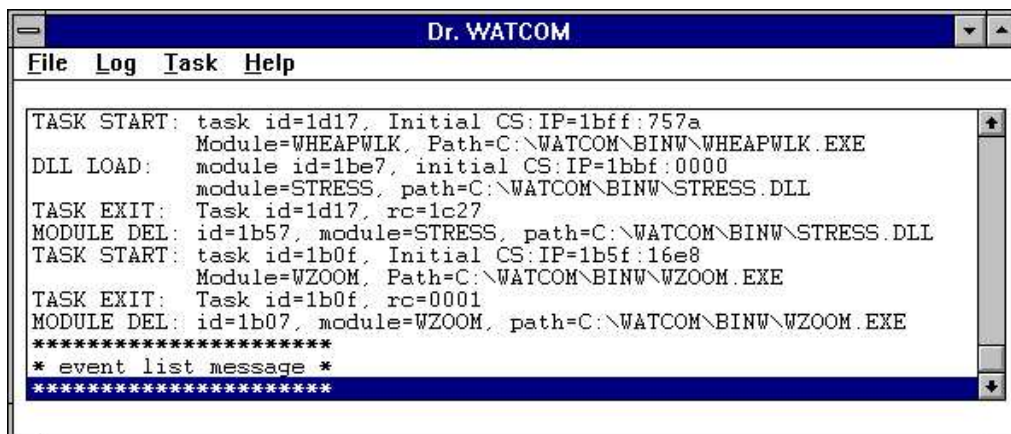 Dr. WATCOM
File Log Task Help
TASK START: task id=1d17, Initial CS:IP=1bff:757a
Module=WHEAPWLK, Path=C:\WATCOM\BINW\WHEAPWLK.EXE
DLL LOAD: module id=1be7, initial CS:IP=1bbf:0000
module=STRESS, path=C:\WATCOM\BINW\STRESS.DLL
TASK EXIT: Task id=1d17, rc=1c27
MODULE DEL: id=1b57, module=STRESS, path=C:\WATCOM\BINW\STRESS.DLL
TASK START: task id=1b0f, Initial CS:IP=1b5f:16e8
Module=WZOOM, Path=C:\WATCOM\BINW\WZOOM.EXE
TASK EXIT: Task id=1b0f, rc=0001
MODULE DEL: id=1b07, module=WZOOM, path=C:\WATCOM\BINW\WZOOM.EXE
**********************
* event list message *
**********************